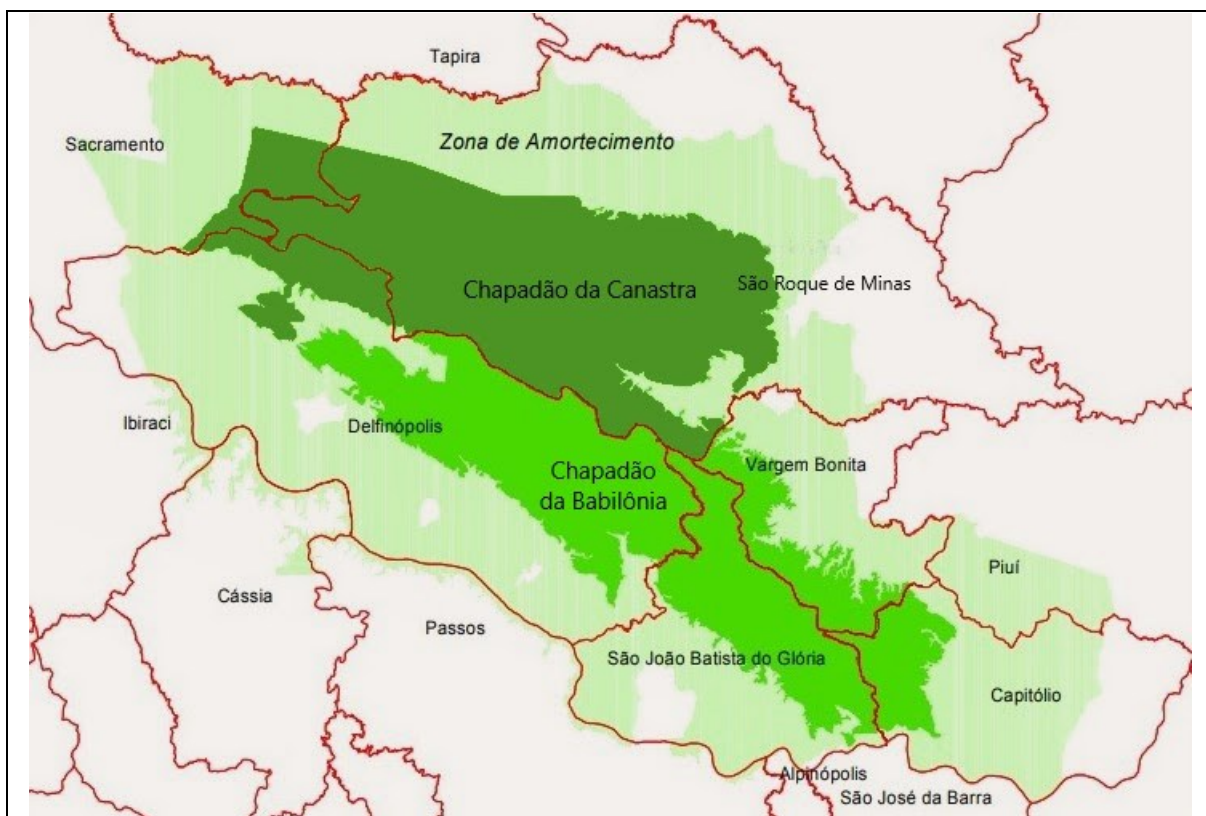 Tapira
Sacramento
Zona de Amortecimento
Chapadão da Canastra
São Roque de Minas
Ibiraci
Delfinópolis
Chapadão
da Babilônia
Vargem Bonita
Piuí
Cássia
Passos
São João Batista do Glória
Capitólio
Alpinópolis
São José da Barra